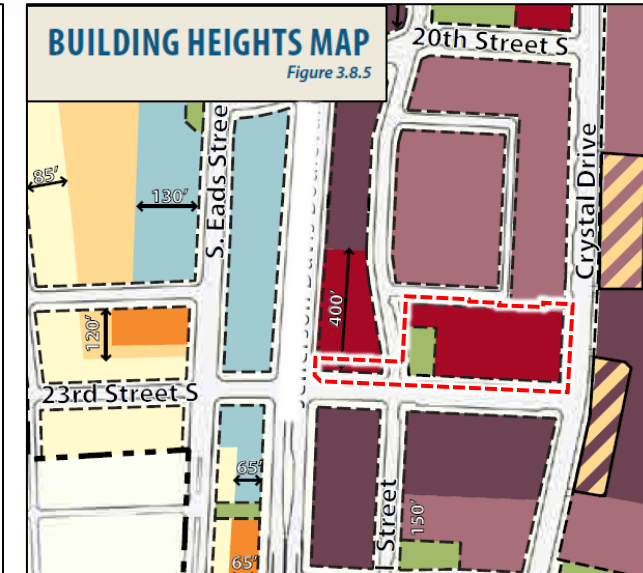 BUILDING HEIGHTS MAP
Figure 3.8.5
20th Street S
S. Eads Stree
Crystal Drive
85'
130'
400'
120'
23rd Street S
65'
150'
l Street
65'